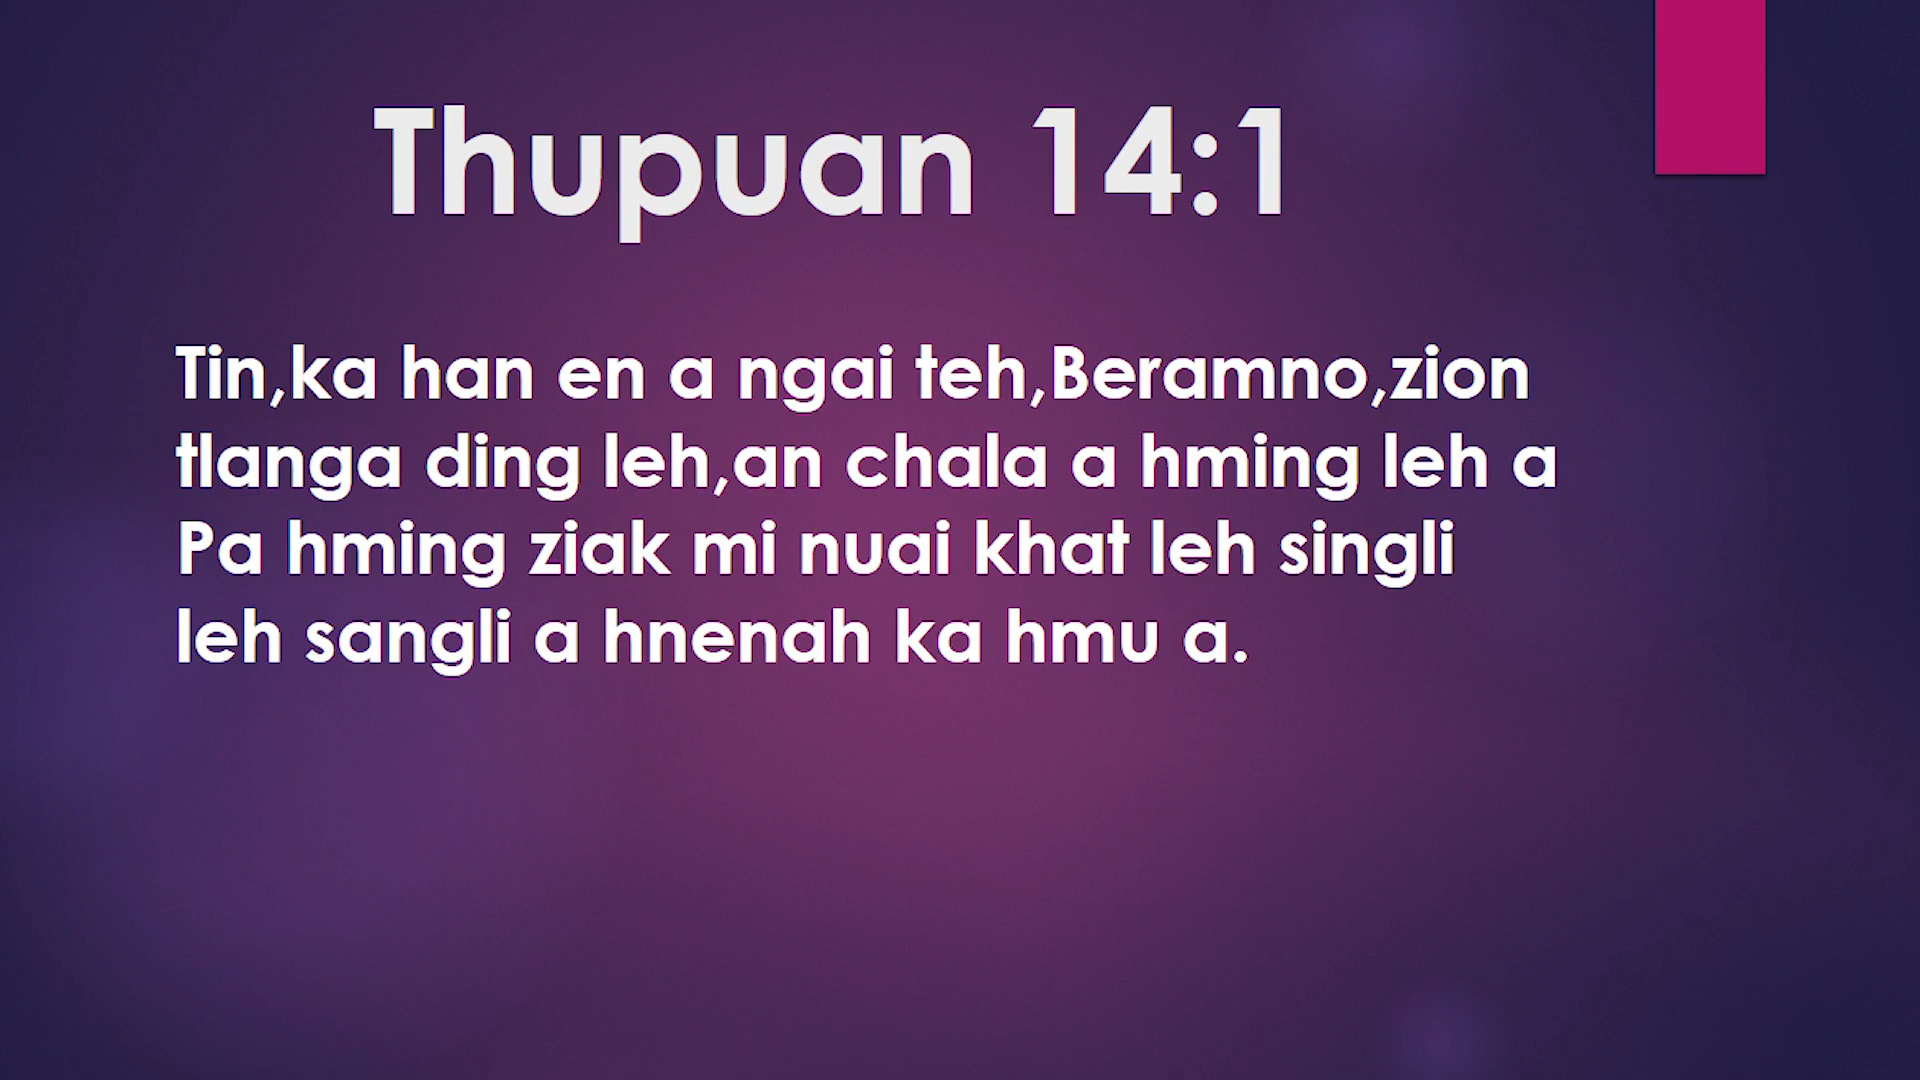 Thupuan 14:1
Tin,ka han en a ngai teh,Beramno,zion
tlanga ding leh,an chala a hming leh a
Pa hming ziak mi nuai khat leh singli
leh sangli a hnenah ka hmu a.